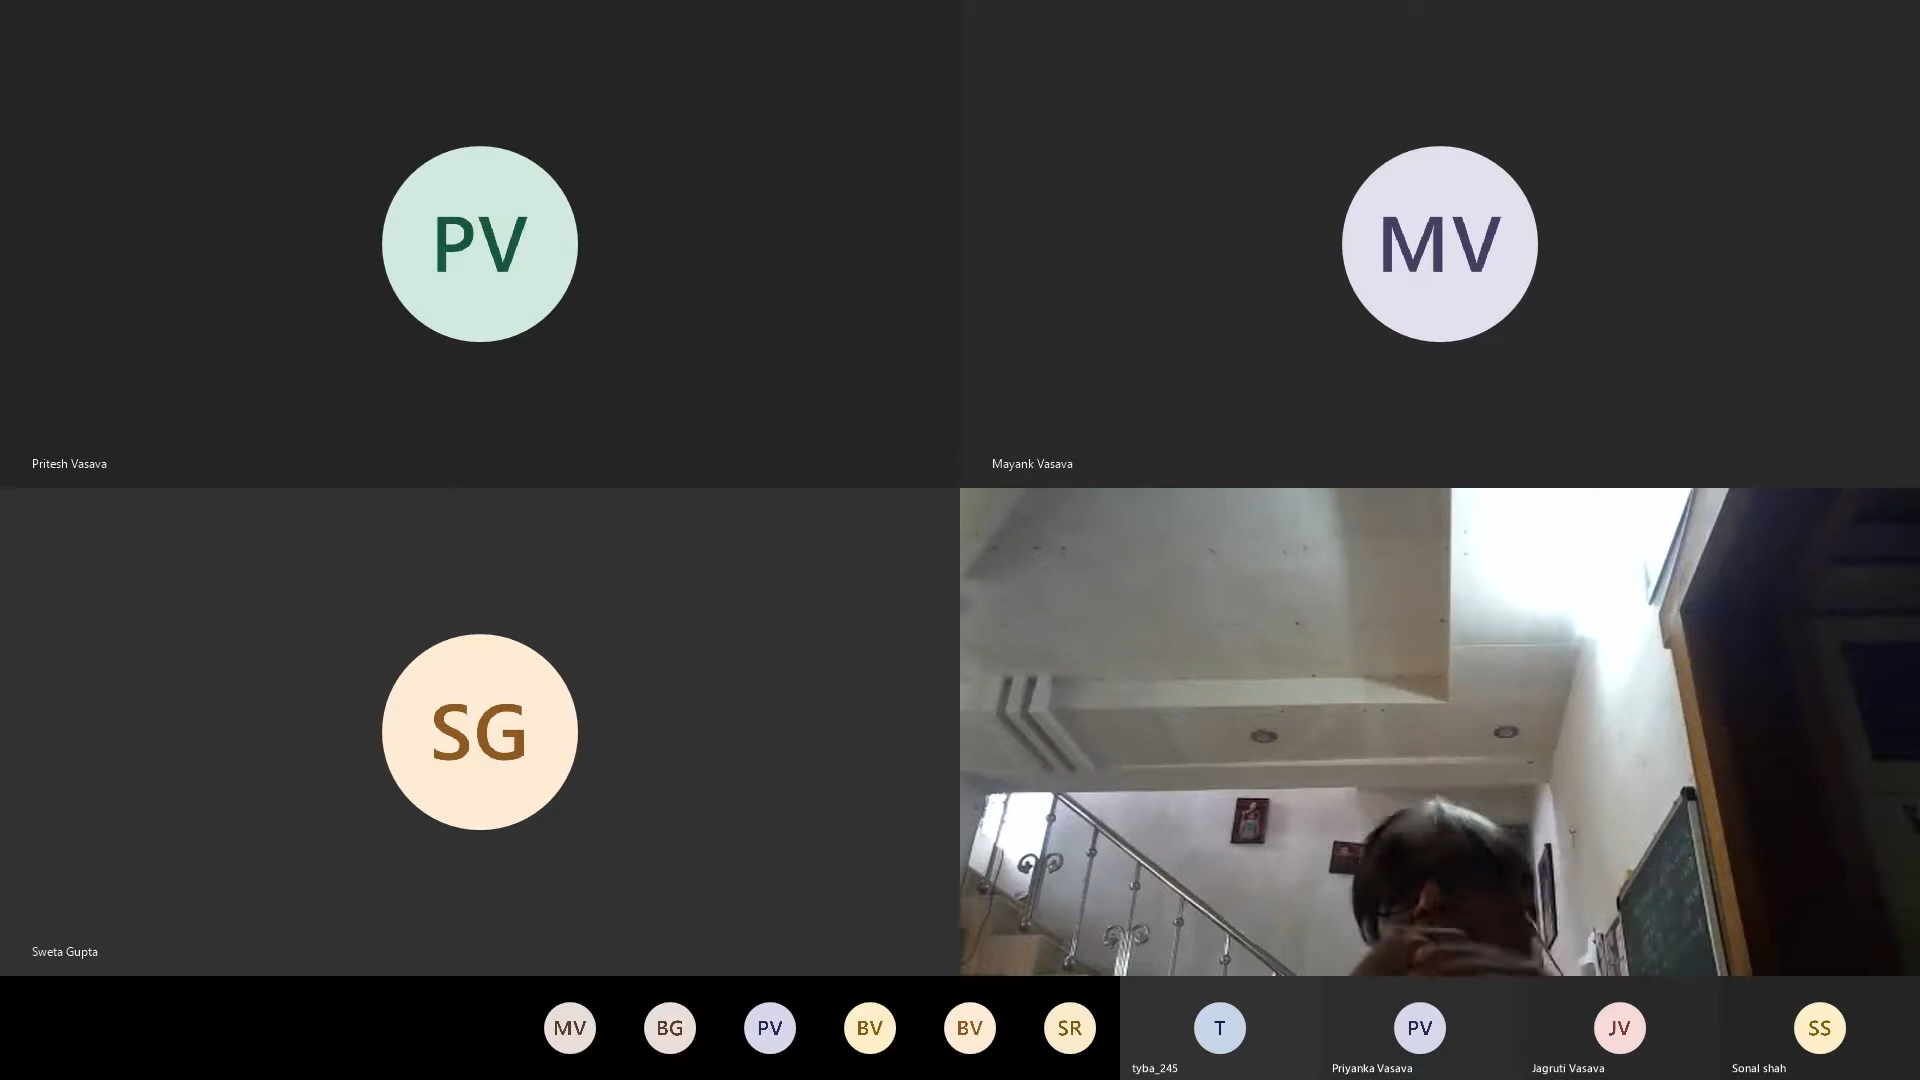 PV
Pritesh Vasava
MV
Mayank Vasava
SG
Sweta Gupta
MV
BG
PV
BV
BV
SR
T
tyba_245
PV
Priyanka Vasava
JV
Jagruti Vasava
SS
Sonal shah